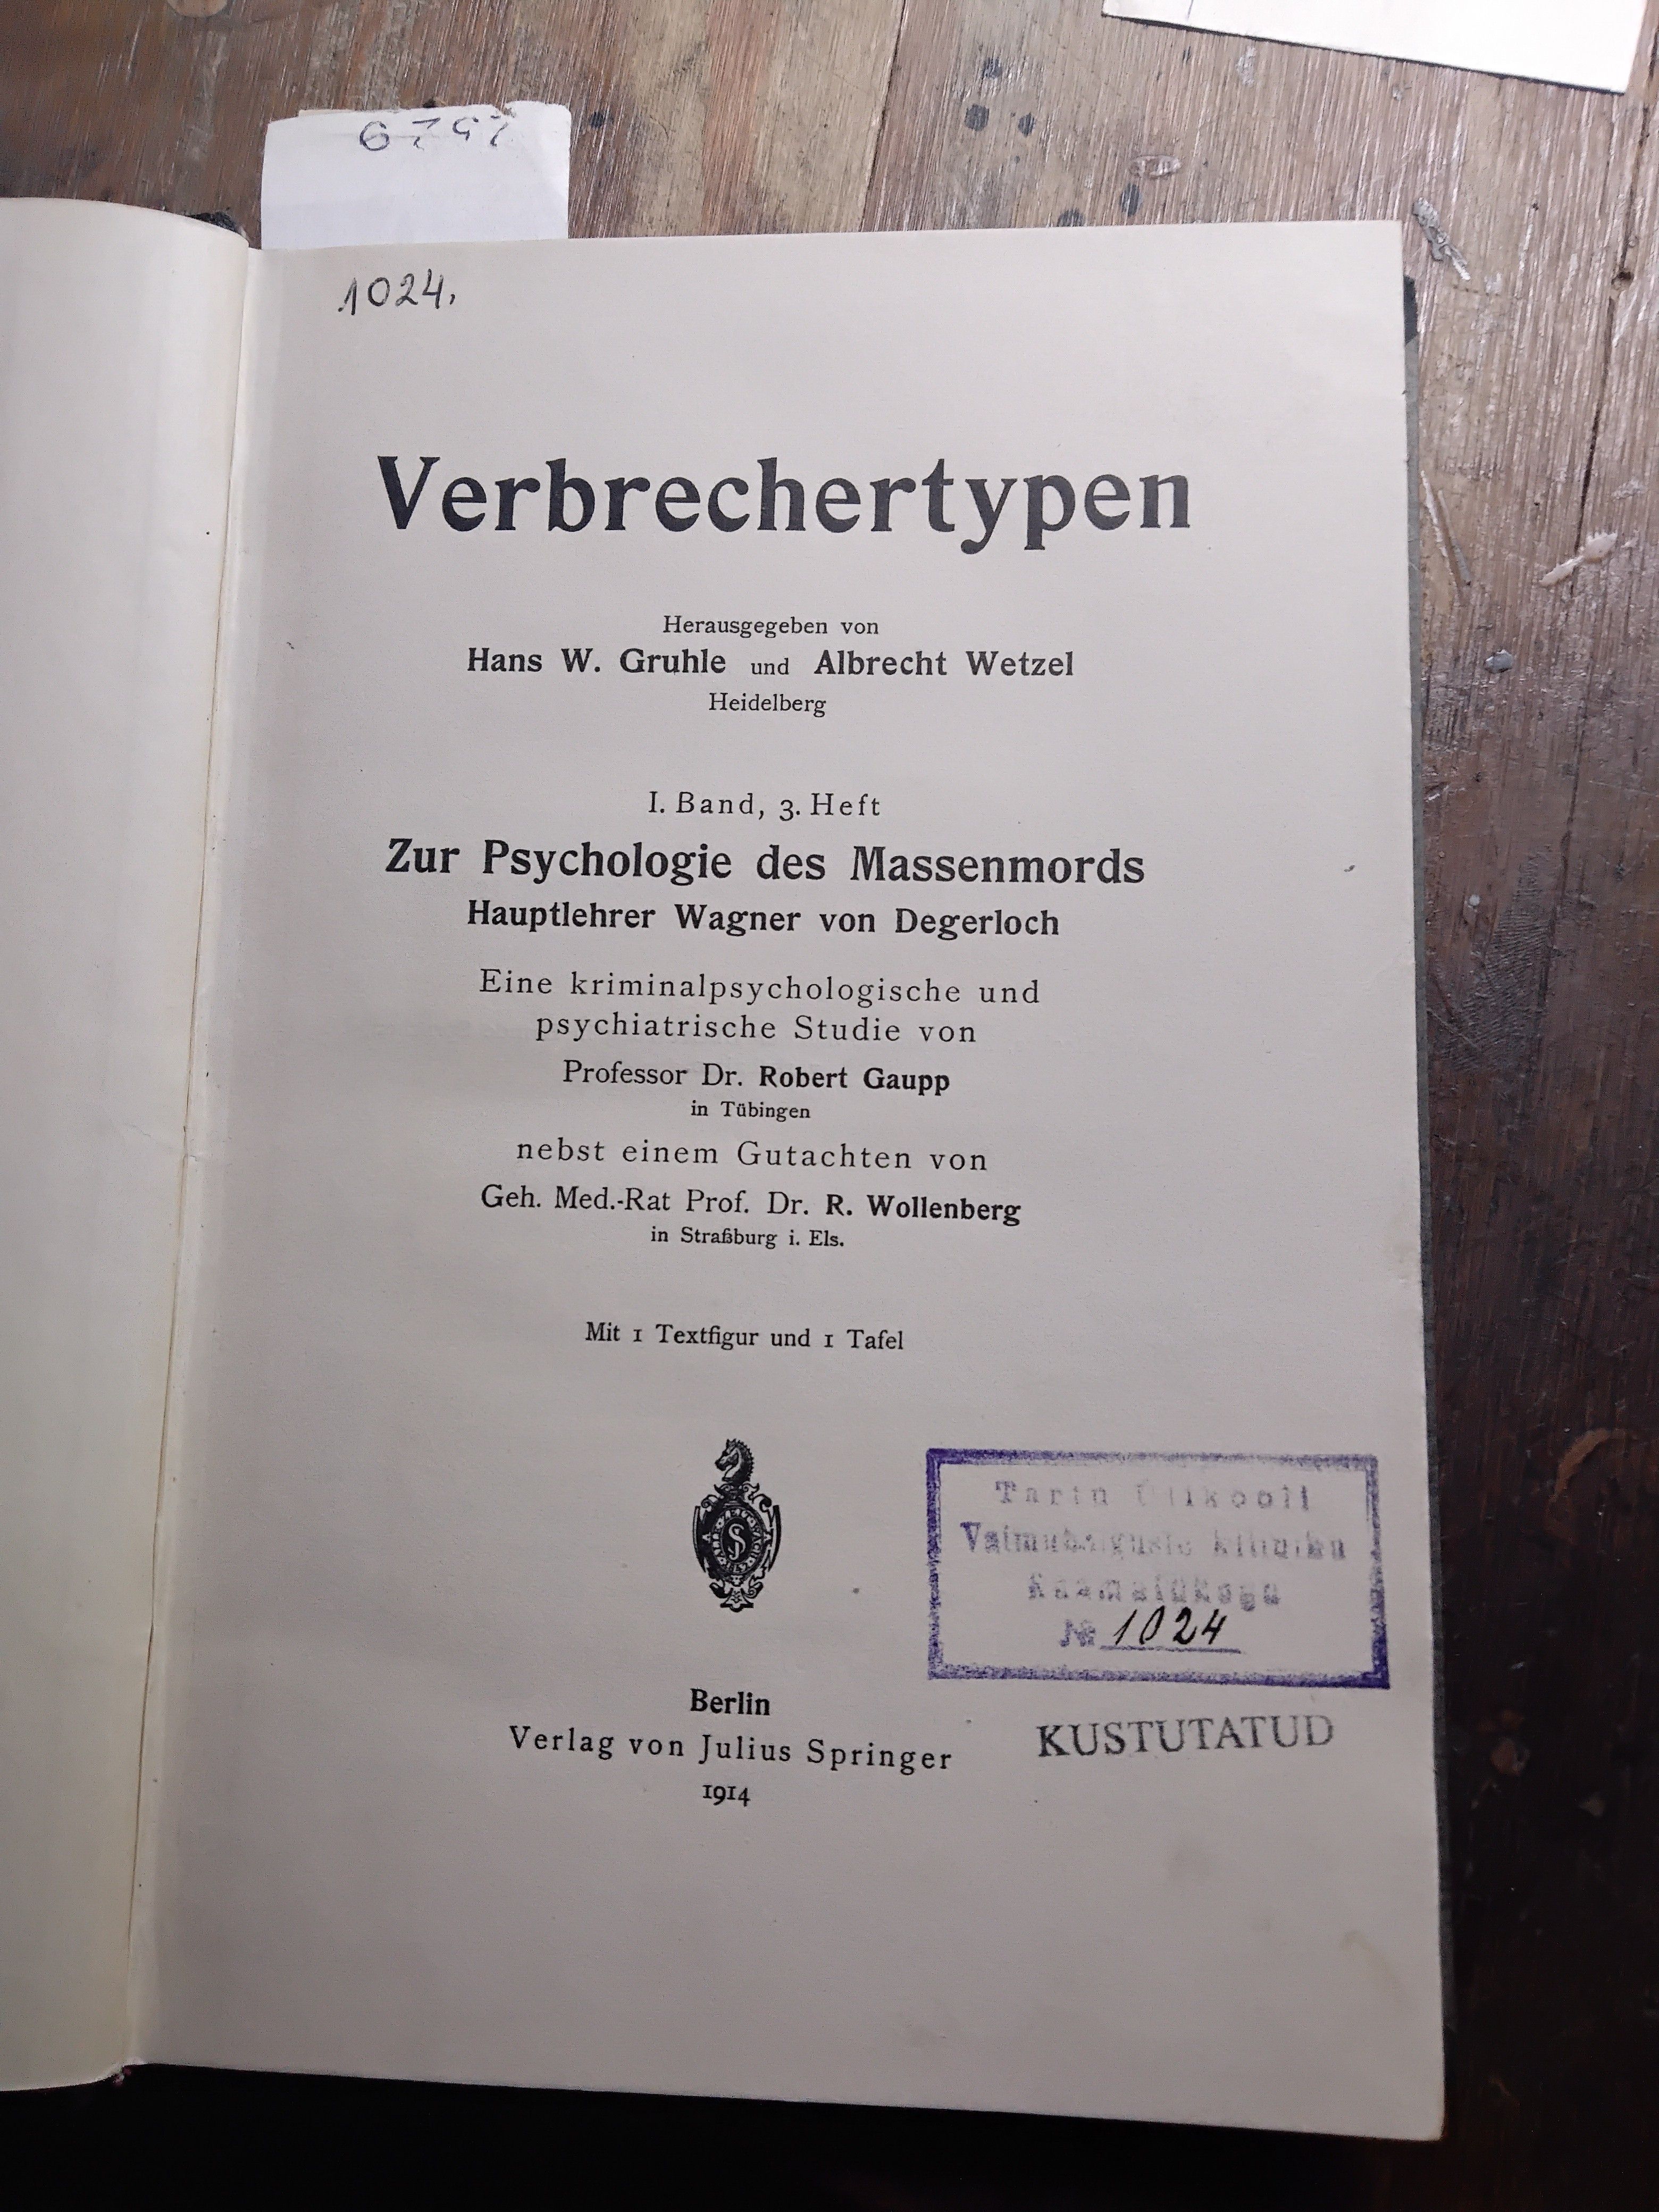 1024.
Verbrechertypen
Herausgegeben von
Hans W. Gruhle und Albrecht Wetzel
Heidelberg
I. Band, 3. Heft
Zur Psychologie des Massenmords
Hauptlehrer Wagner von Degerloch
Eine kriminalpsychologische und
psychiatrische Studie von
Professor Dr. Robert Gaupp
in Tübingen
nebst einem Gutachten von
Geh. Med.-Rat Prof. Dr. R. Wollenberg
in Straßburg i. Els.
Mit 1 Textfigur und 1 Tafel
Tartu Ülikooli
Vaimuhaiguste kliiniku
Raamatukogu
№ 1024
Berlin
Verlag von Julius Springer
1914
KUSTUTATUD